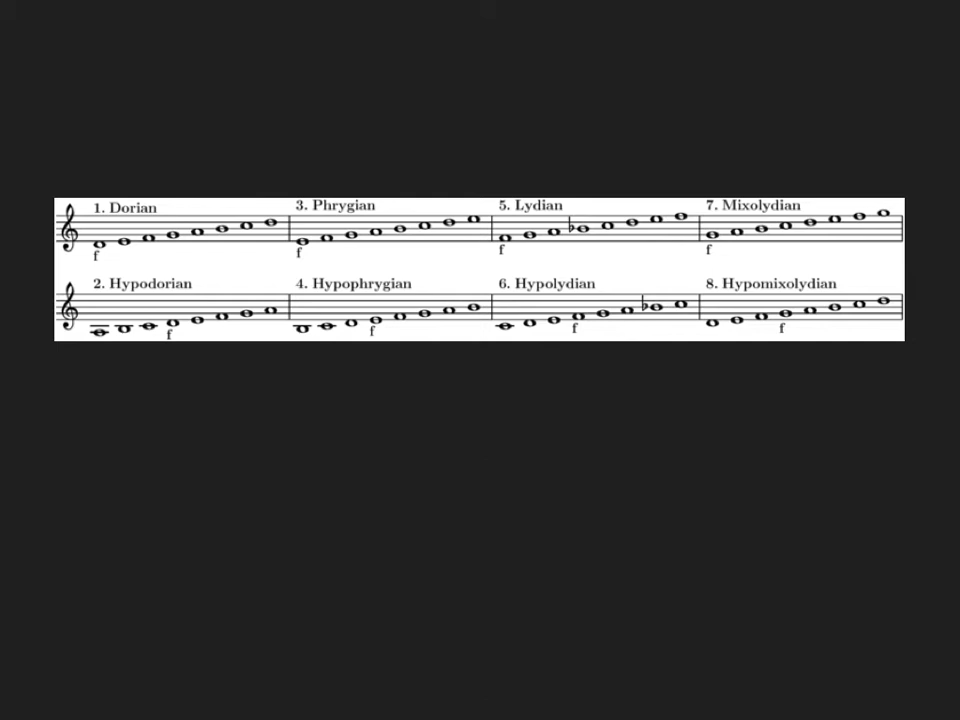 1. Dorian 3. Phrygian 5. Lydian 7. Mixolydian
f f f f
2. Hypodorian 4. Hypophrygian 6. Hypolydian 8. Hypomixolydian
f f f f